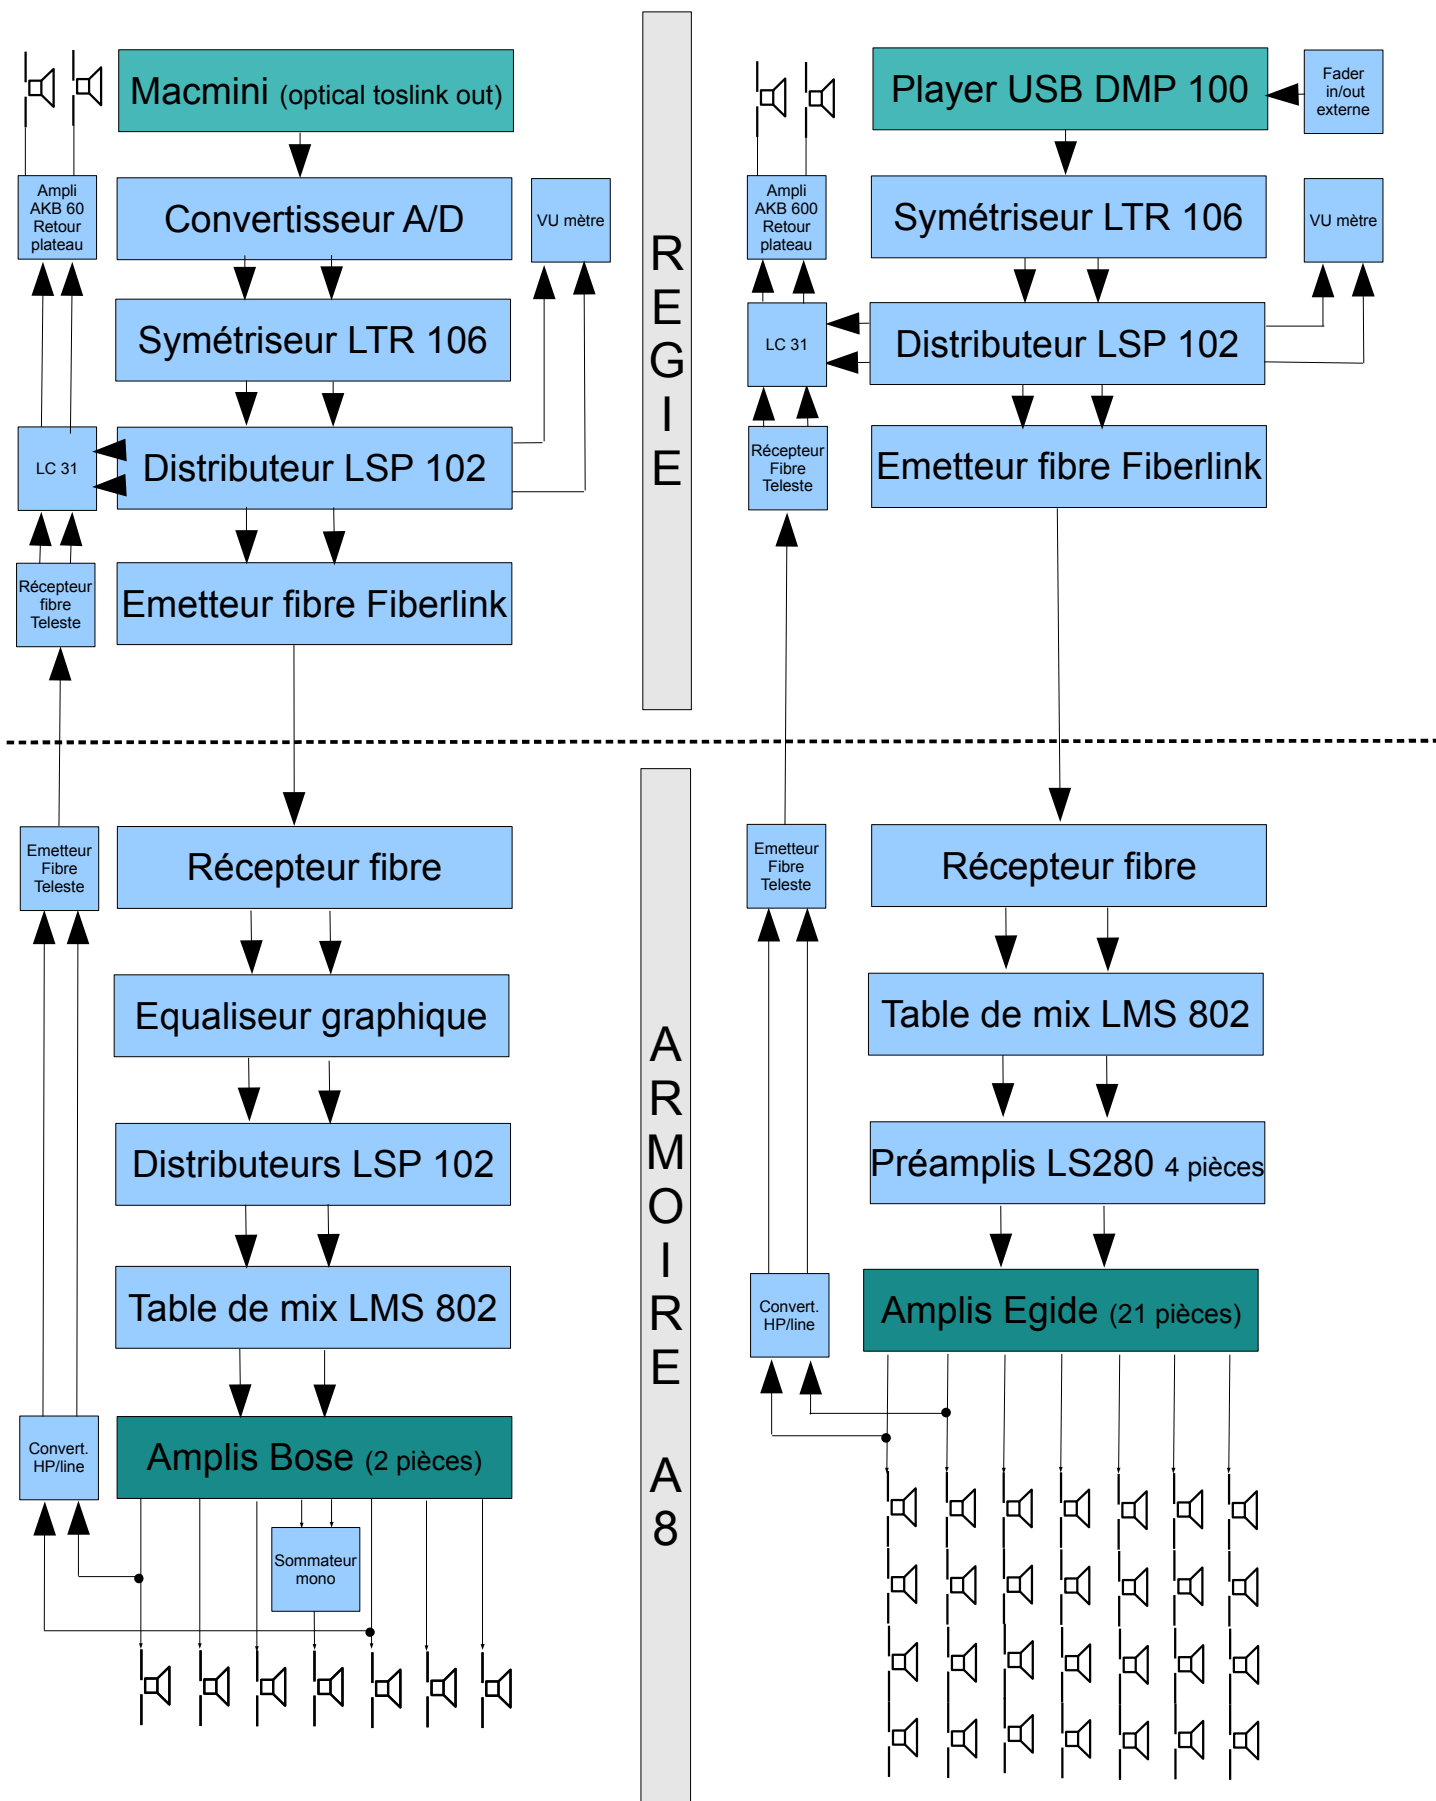 Macmini (optical toslink out)
Ampli
AKB 60
Retour
plateau
Convertisseur A/D
VU mètre
Symétriseur LTR 106
LC 31
Distributeur LSP 102
Récepteur
fibre
Teleste
Emetteur fibre Fiberlink
R
E
G
I
E
Player USB DMP 100
Fader
in/out
externe
Ampli
AKB 600
Retour
plateau
Symétriseur LTR 106
VU mètre
LC 31
Distributeur LSP 102
Récepteur
Fibre
Teleste
Emetteur fibre Fiberlink
Emetteur
Fibre
Teleste
Récepteur fibre
Equaliseur graphique
Distributeurs LSP 102
Table de mix LMS 802
Convert.
HP/line
Amplis Bose (2 pièces)
Sommateur
mono
A
R
M
O
I
R
E
A
8
Emetteur
Fibre
Teleste
Récepteur fibre
Table de mix LMS 802
Préamplis LS280 4 pièces
Convert.
HP/line
Amplis Egide (21 pièces)